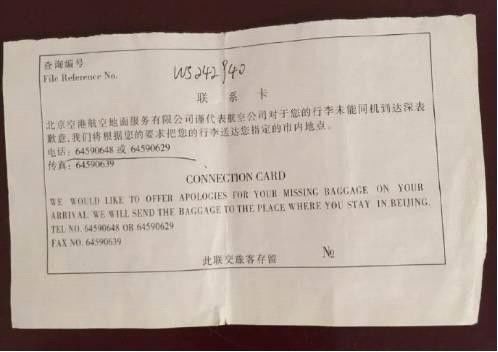 查询编号
File Reference No. WS242940
联系卡
北京空港航空地面服务有限公司谨代表航空公司对于您的行李未能同机到达深表
歉意,我们将根据您的要求把您的行李送达您指定的市内地点。
电话: 64590648 或 64590629
传真: 64590639
CONNECTION CARD
WE WOULD LIKE TO OFFER APOLOGIES FOR YOUR MISSING BAGGAGE ON YOUR
ARRIVAL. WE WILL SEND THE BAGGAGE TO THE PLACE WHERE YOU STAY IN BEIJING.
TEL NO. 64590648 OR 64590629
FAX NO. 64590639
此联交旅客存留 №